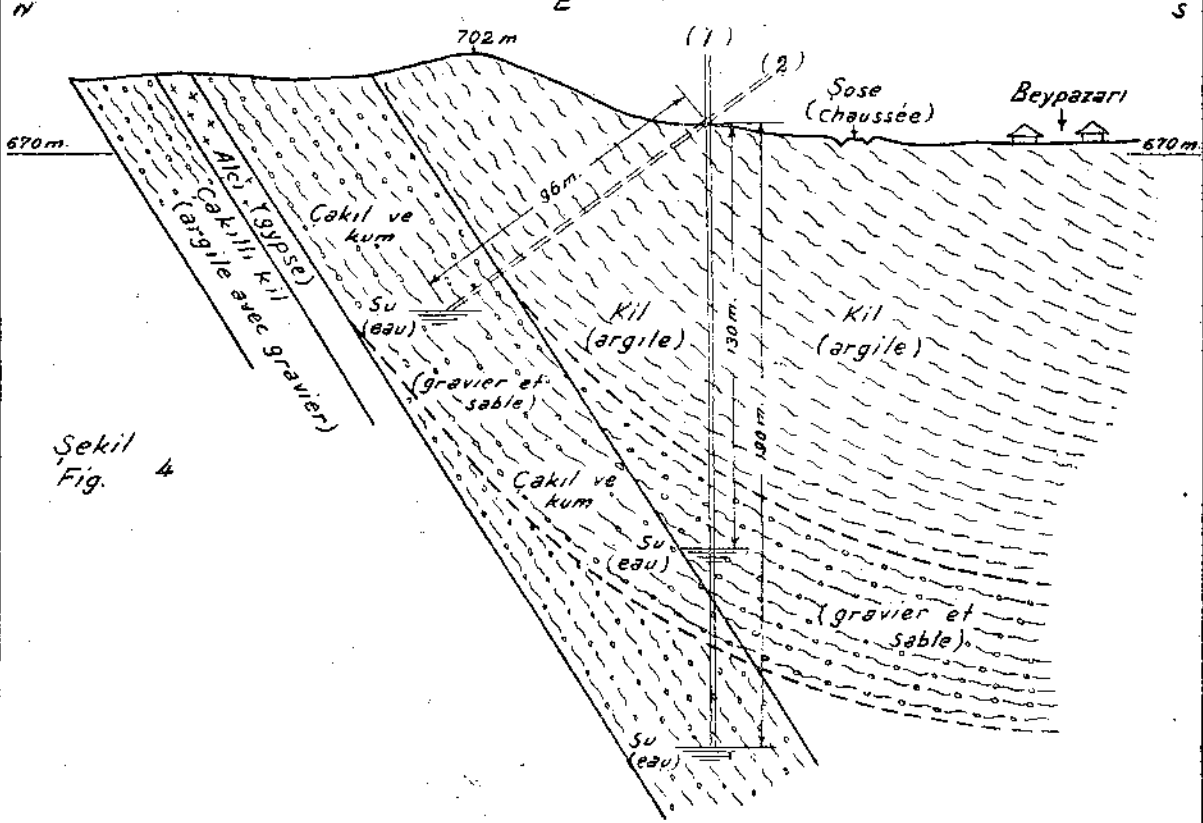 N E S
702 m
(1)
(2)
Şose
(chaussée)
Beypazarı
670 m.
670 m.
96 m.
Alçı (gypse)
Çakıllı kil
(argile avec gravier)
Çakıl ve
kum
Su
(eau)
Kil
(argile)
130 m.
190 m.
Kil
(argile)
(gravier et
sable)
Şekil
Fig. 4
Çakıl ve
kum
Su
(eau)
(gravier et
sable)
Su
(eau)